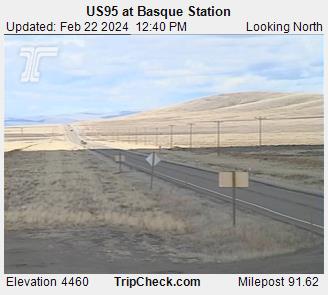 US95 at Basque Station
Updated: Feb 22 2024 12:40 PM Looking North
Elevation 4460 TripCheck.com Milepost 91.62